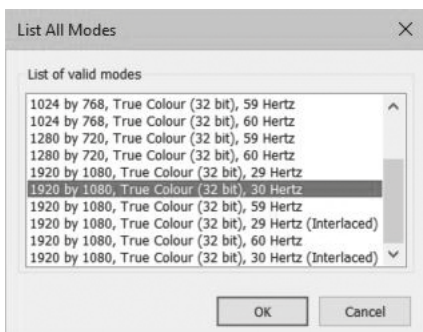 List All Modes
List of valid modes
1024 by 768, True Colour (32 bit), 59 Hertz
1024 by 768, True Colour (32 bit), 60 Hertz
1280 by 720, True Colour (32 bit), 59 Hertz
1280 by 720, True Colour (32 bit), 60 Hertz
1920 by 1080, True Colour (32 bit), 29 Hertz
1920 by 1080, True Colour (32 bit), 30 Hertz
1920 by 1080, True Colour (32 bit), 59 Hertz
1920 by 1080, True Colour (32 bit), 29 Hertz (Interlaced)
1920 by 1080, True Colour (32 bit), 60 Hertz
1920 by 1080, True Colour (32 bit), 30 Hertz (Interlaced)
OK Cancel